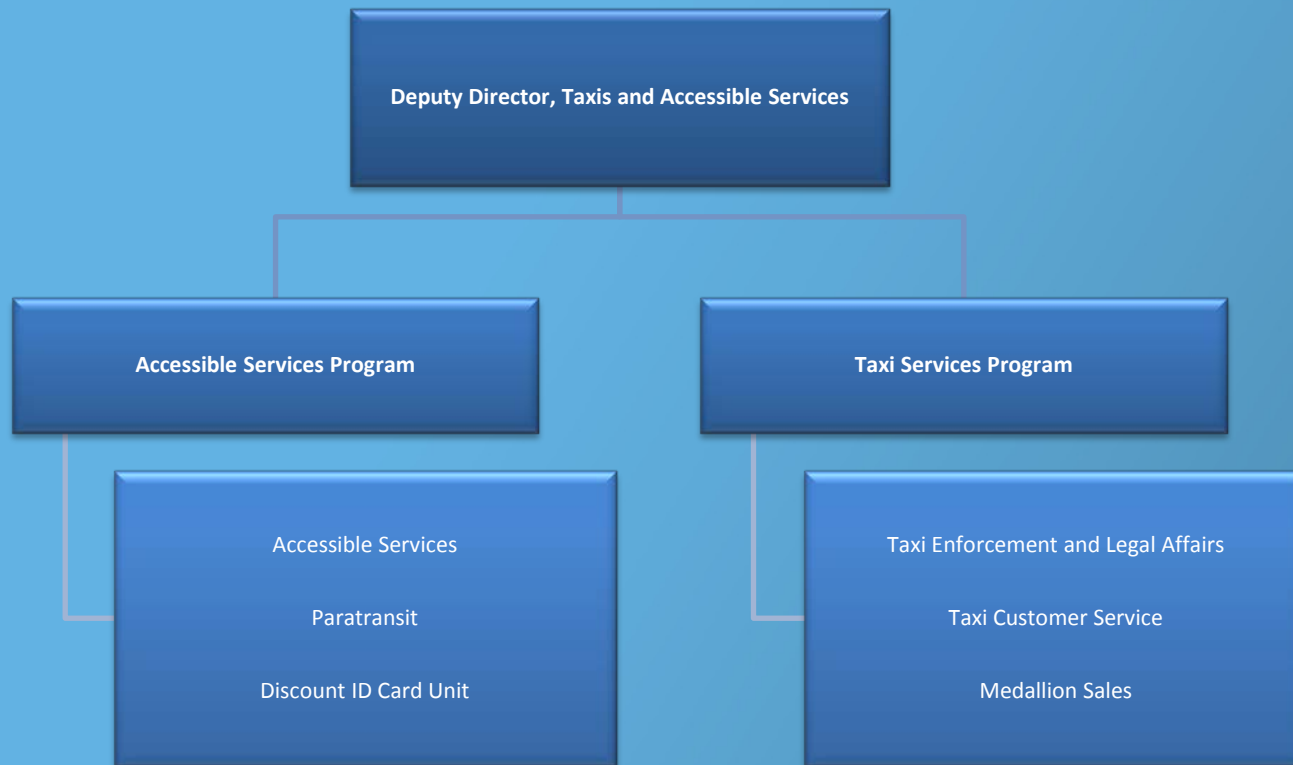 Deputy Director, Taxis and Accessible Services
Accessible Services Program
Taxi Services Program
Accessible Services
Paratransit
Discount ID Card Unit
Taxi Enforcement and Legal Affairs
Taxi Customer Service
Medallion Sales